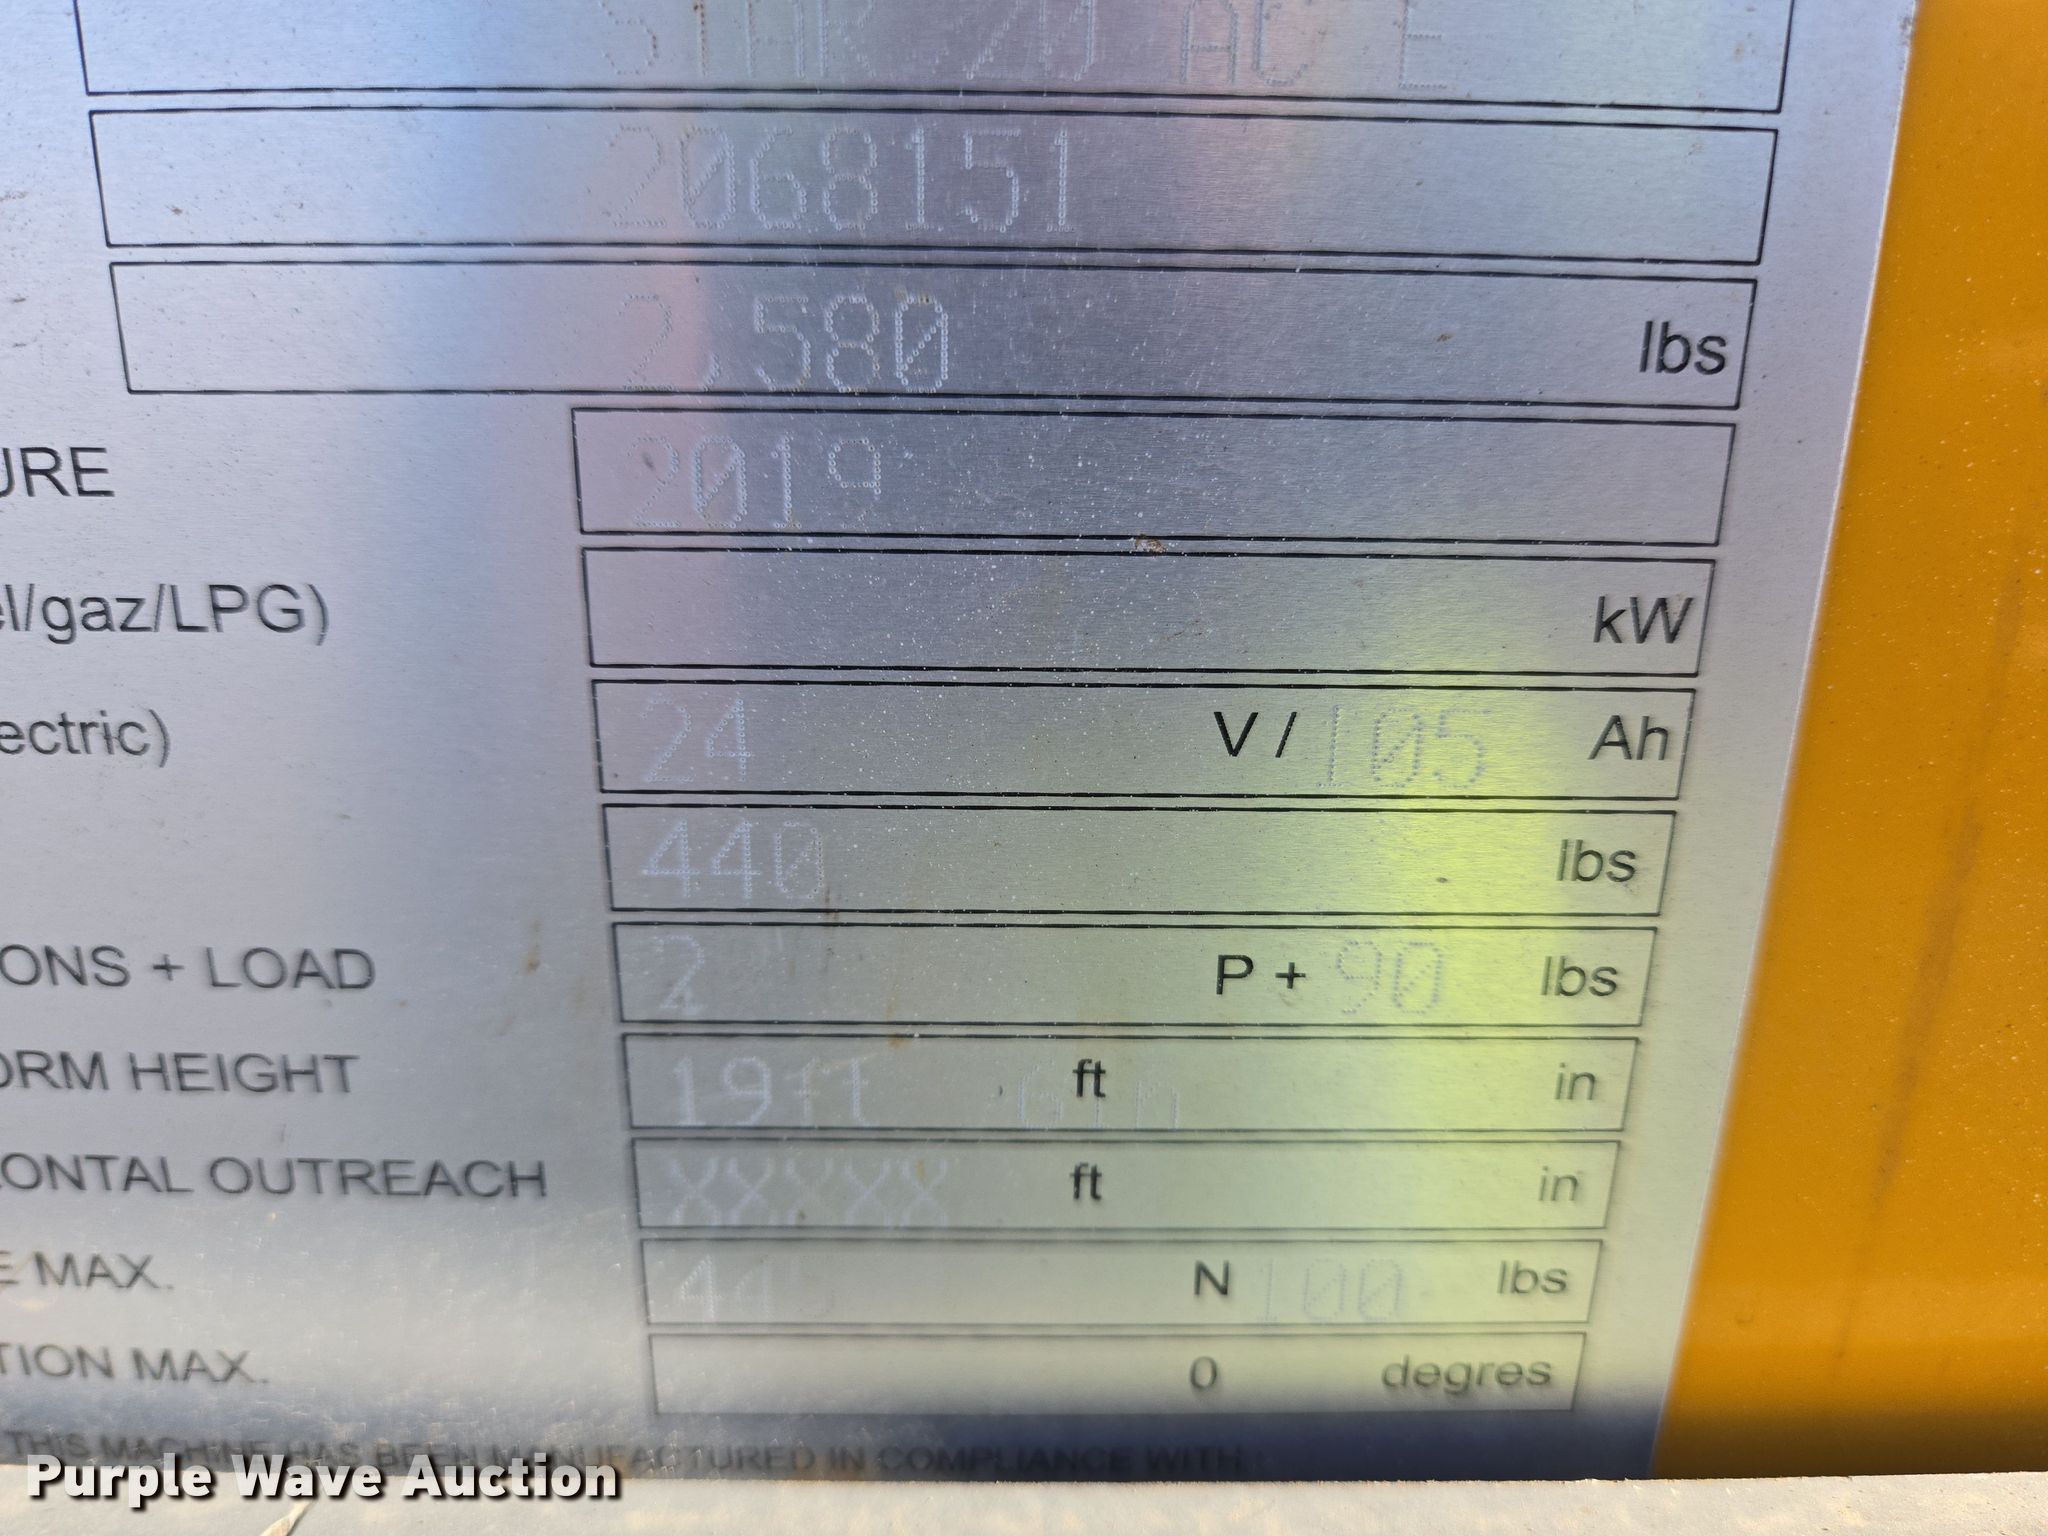 STAR 20 AC E
2068151
2,580 lbs
URE 2019
el/gaz/LPG) kW
ectric) 24 V / 105 Ah
440 lbs
ONS + LOAD 2 P + 90 lbs
ORM HEIGHT 19ft ft 6in in
ONTAL OUTREACH XXXXX ft in
E MAX. 440 N 100 lbs
TION MAX. 0 degres
THIS MACHINE HAS BEEN MANUFACTURED IN COMPLIANCE WITH
Purple Wave Auction